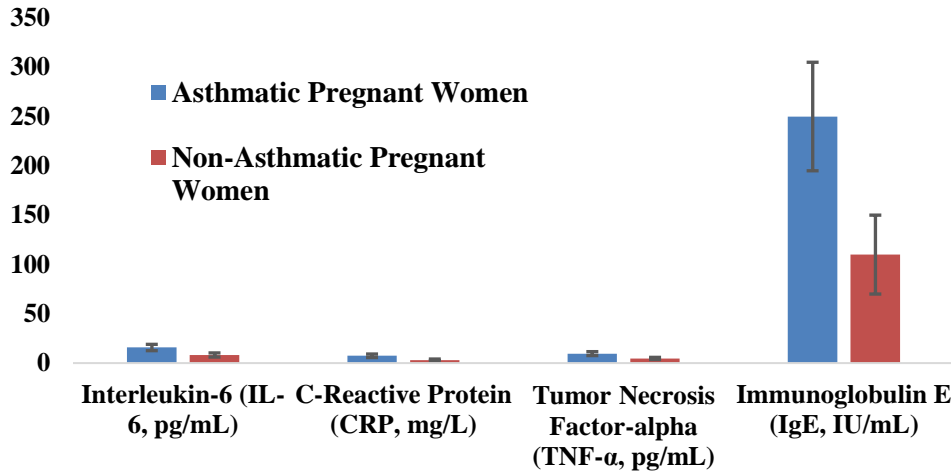 350
300
250
200
150
100
50
0
Asthmatic Pregnant Women
Non-Asthmatic Pregnant
Women
Interleukin-6 (IL-
6, pg/mL)
C-Reactive Protein
(CRP, mg/L)
Tumor Necrosis
Factor-alpha
(TNF-α, pg/mL)
Immunoglobulin E
(IgE, IU/mL)